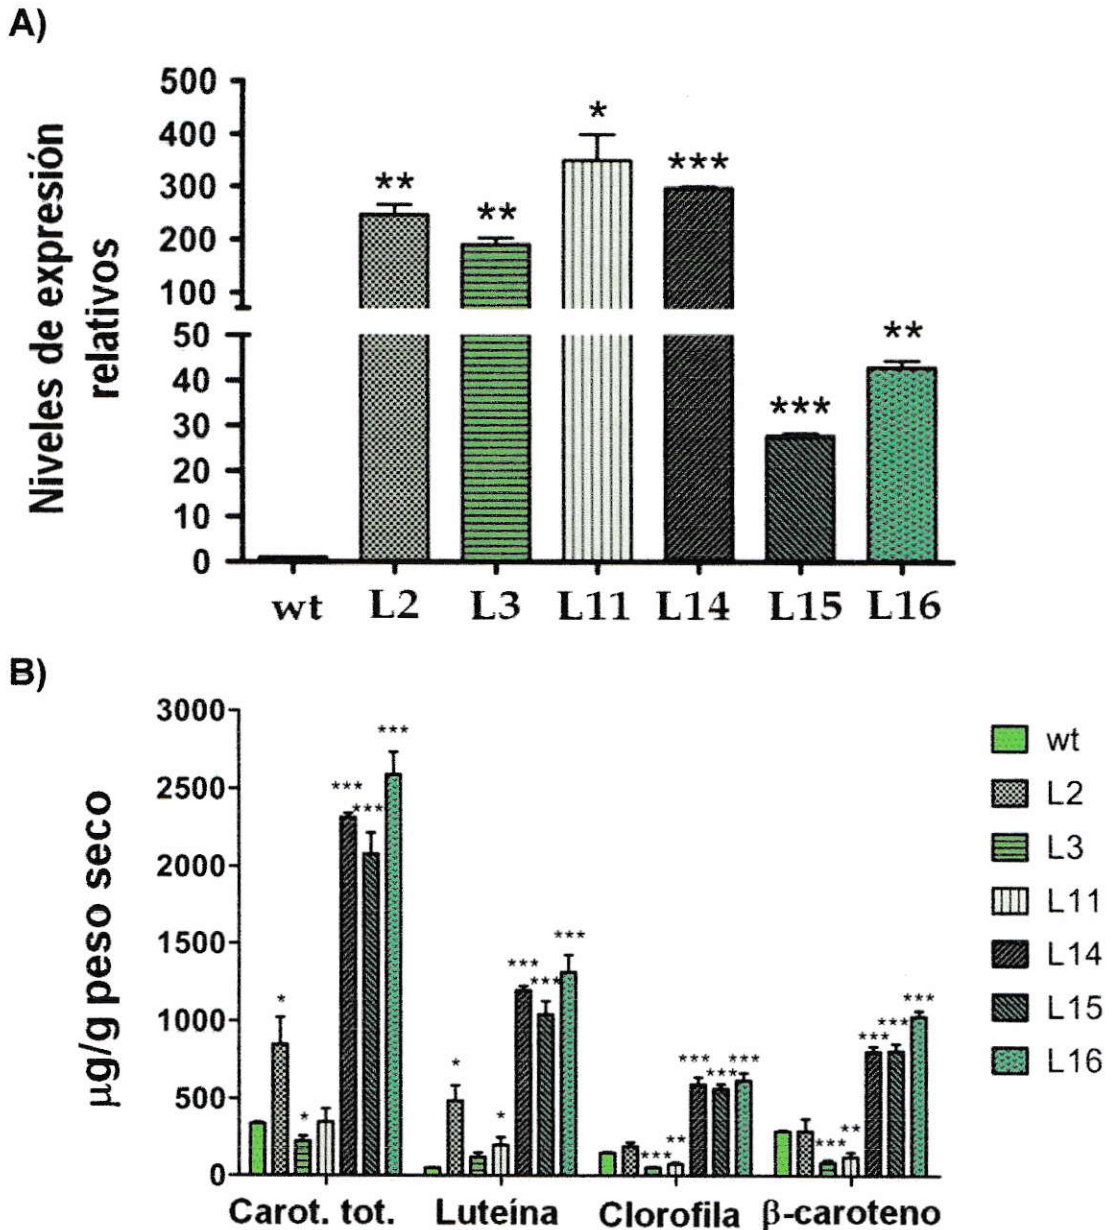 A)
Niveles de expresión
relativos
500
400
300
200
100
50
40
30
20
10
0
**
**
*
***
***
**
wt L2 L3 L11 L14 L15 L16
B)
µg/g peso seco
3000
2500
2000
1500
1000
500
0
* * *** *** ***
* * *** *** ***
*** ** *** *** ***
*** ** *** *** ***
Carot. tot. Luteína Clorofila β-caroteno
wt
L2
L3
L11
L14
L15
L16